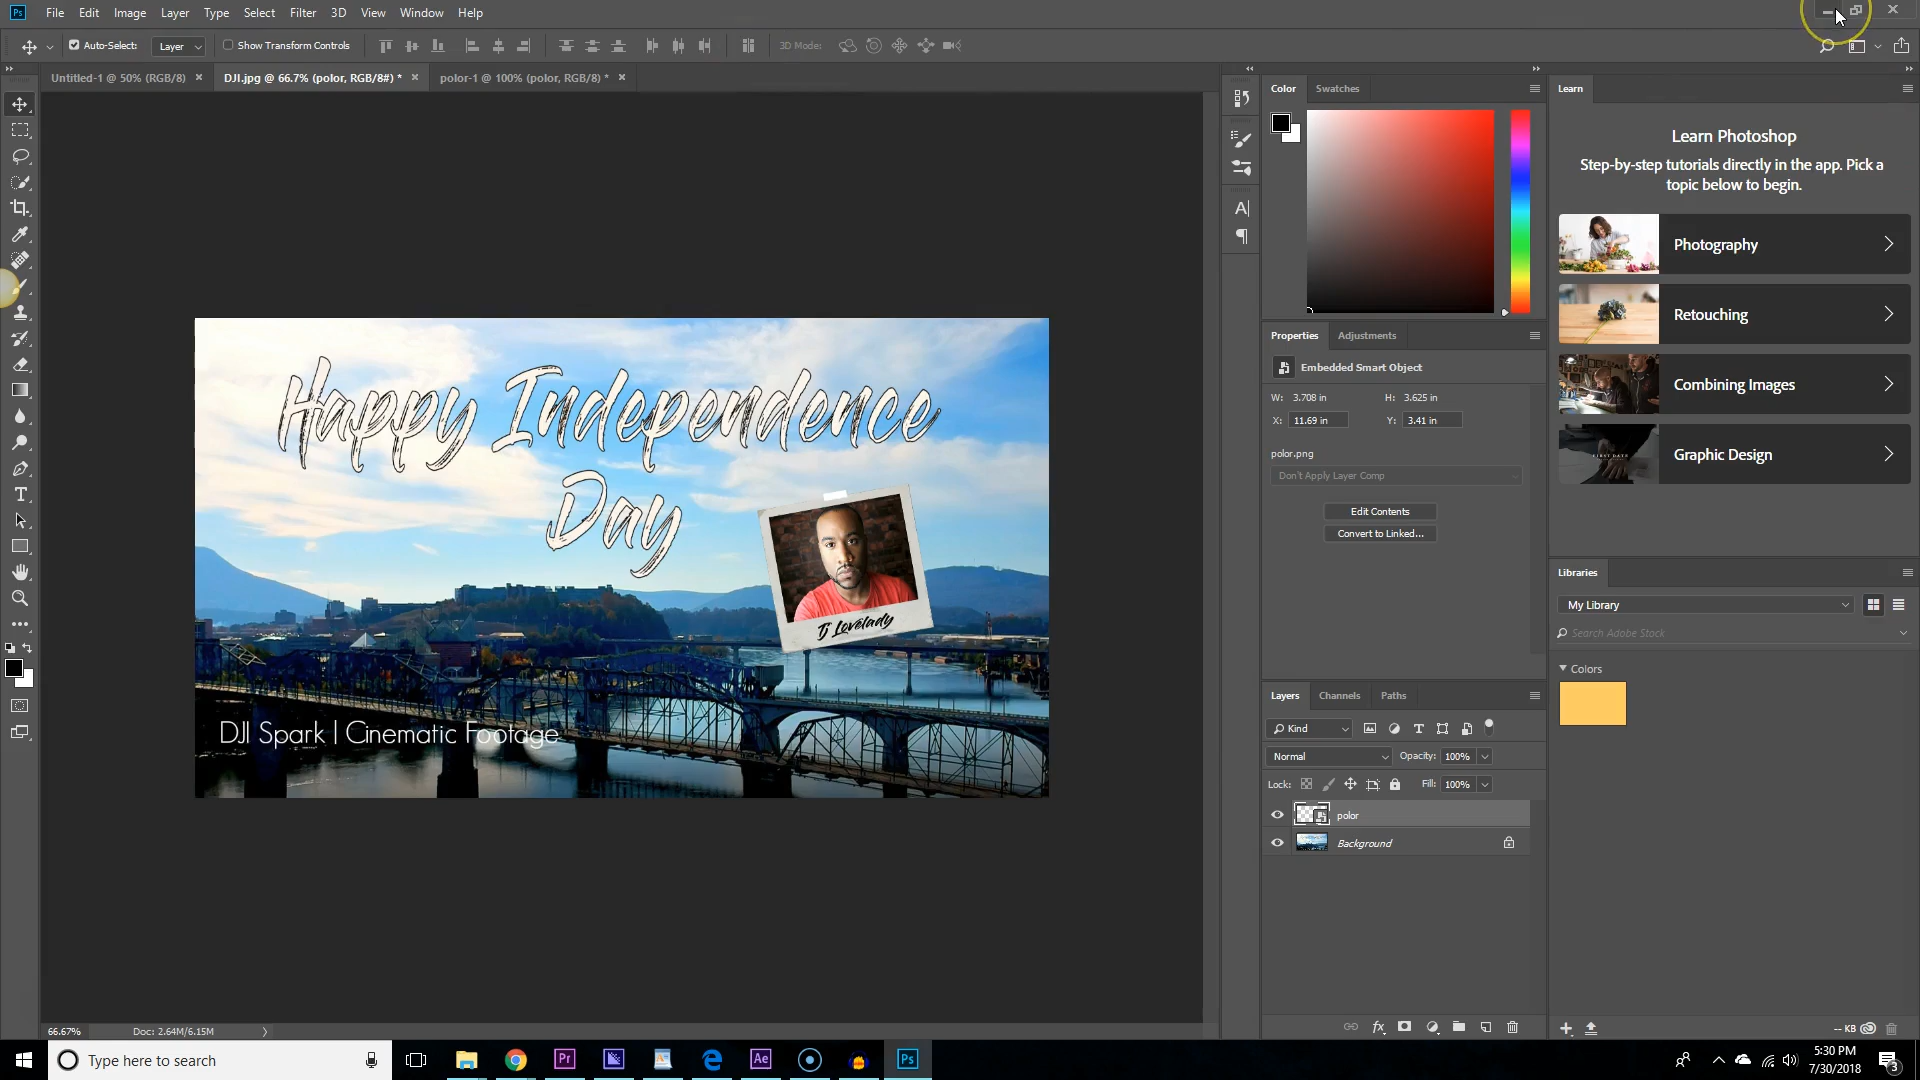 Ps File Edit Image Layer Type Select Filter 3D View Window Help
Auto-Select: Layer Show Transform Controls 3D Mode:
Untitled-1 @ 50% (RGB/8) × DJI.jpg @ 66.7% (polor, RGB/8#) * × polor-1 @ 100% (polor, RGB/8) * ×
Color Swatches
Learn
Learn Photoshop
Step-by-step tutorials directly in the app. Pick a
topic below to begin.
Photography
Retouching
Combining Images
Graphic Design
Properties Adjustments
Embedded Smart Object
W: 3.708 in H: 3.625 in
X: 11.69 in Y: 3.41 in
polor.png
Don't Apply Layer Comp
Edit Contents
Convert to Linked...
Happy Independence
Day
Tj Lovelady
DJI Spark | Cinematic Footage
Libraries
My Library
Search Adobe Stock
Colors
Layers Channels Paths
Kind
Normal Opacity: 100%
Lock: Fill: 100%
polor
Background
fx
-- KB
66.67% Doc: 2.64M/6.15M
Type here to search
Pr
Ae
Ps
5:30 PM
7/30/2018
3